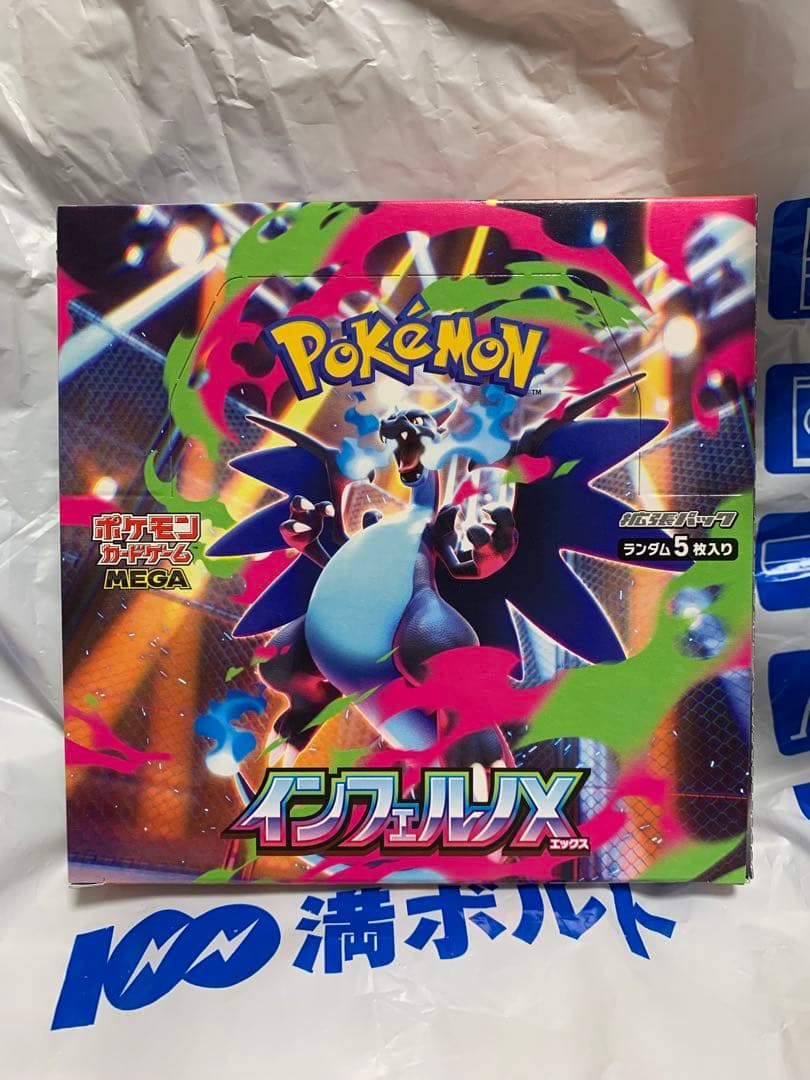 POKéMON
TM
ポケモン
カードゲーム
MEGA
拡張パック
ランダム5枚入り
インフェルノX
エックス
100満ボルト